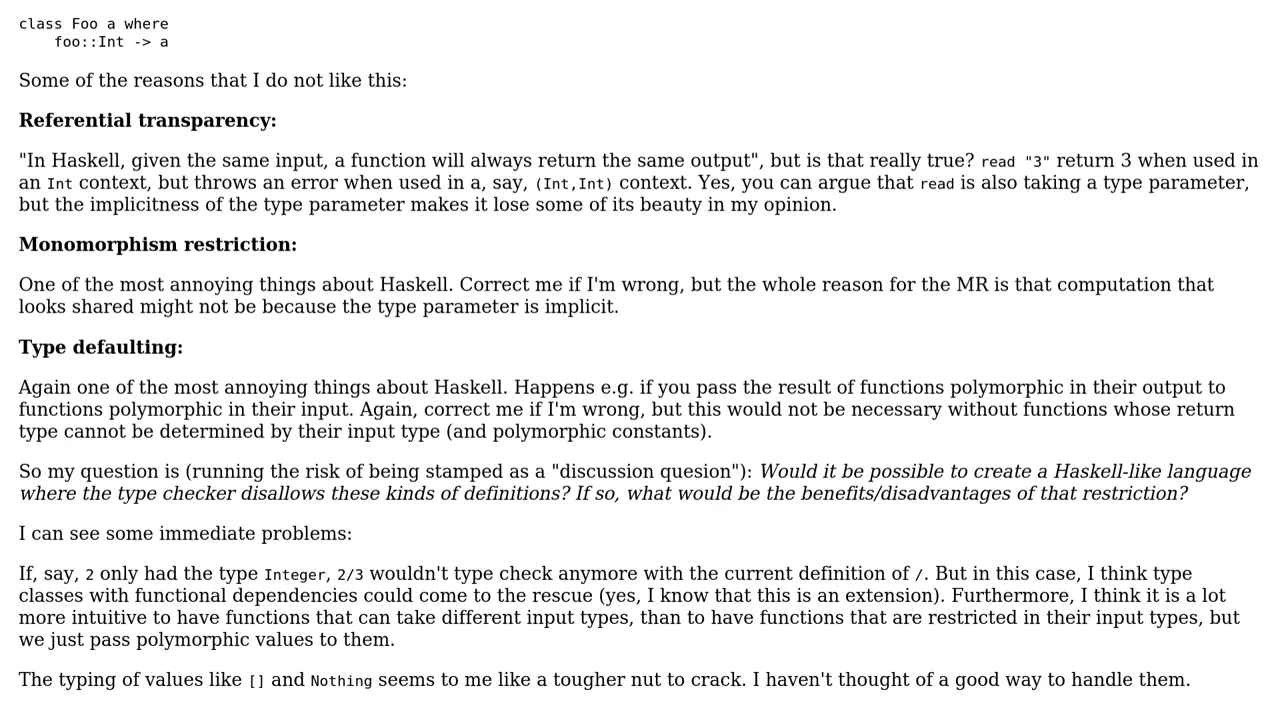 class Foo a where
    foo::Int -> a
Some of the reasons that I do not like this:
Referential transparency:
"In Haskell, given the same input, a function will always return the same output", but is that really true? read "3" return 3 when used in
an Int context, but throws an error when used in a, say, (Int,Int) context. Yes, you can argue that read is also taking a type parameter,
but the implicitness of the type parameter makes it lose some of its beauty in my opinion.
Monomorphism restriction:
One of the most annoying things about Haskell. Correct me if I'm wrong, but the whole reason for the MR is that computation that
looks shared might not be because the type parameter is implicit.
Type defaulting:
Again one of the most annoying things about Haskell. Happens e.g. if you pass the result of functions polymorphic in their output to
functions polymorphic in their input. Again, correct me if I'm wrong, but this would not be necessary without functions whose return
type cannot be determined by their input type (and polymorphic constants).
So my question is (running the risk of being stamped as a "discussion quesion"): Would it be possible to create a Haskell-like language
where the type checker disallows these kinds of definitions? If so, what would be the benefits/disadvantages of that restriction?
I can see some immediate problems:
If, say, 2 only had the type Integer, 2/3 wouldn't type check anymore with the current definition of /. But in this case, I think type
classes with functional dependencies could come to the rescue (yes, I know that this is an extension). Furthermore, I think it is a lot
more intuitive to have functions that can take different input types, than to have functions that are restricted in their input types, but
we just pass polymorphic values to them.
The typing of values like [] and Nothing seems to me like a tougher nut to crack. I haven't thought of a good way to handle them.